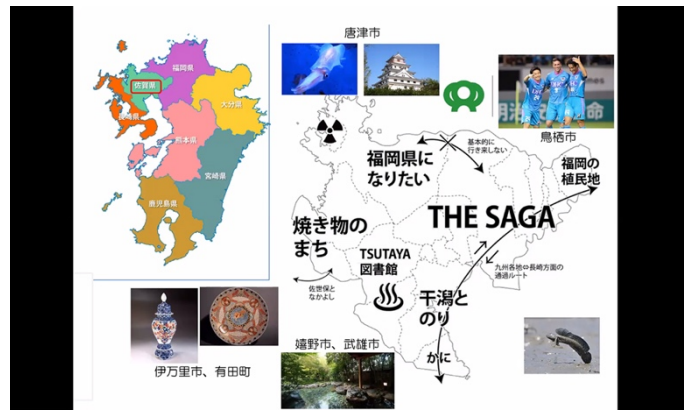 唐津市
福岡県
佐賀県
大分県
長崎県
熊本県
宮崎県
鹿児島県
鳥栖市
基本的に
行き来しない
福岡県に
なりたい
福岡の
植民地
THE SAGA
焼き物の
まち
TSUTAYA
図書館
九州各地⇔長崎方面の
通過ルート
佐世保と
なかよし
干潟と
のり
かに
嬉野市、武雄市
伊万里市、有田町